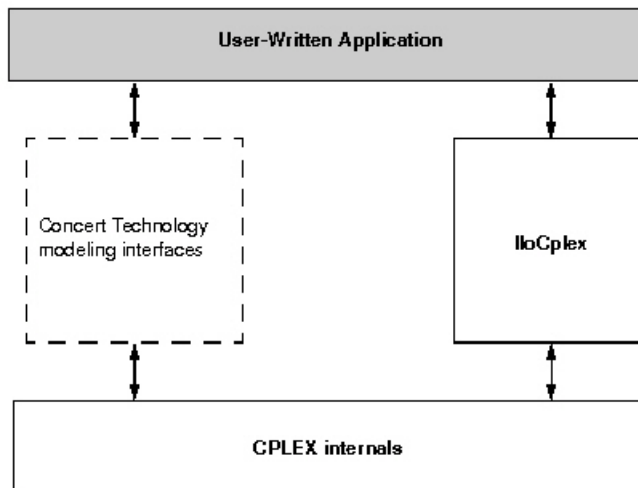 User-Written Application
Concert Technology
modeling interfaces
IloCplex
CPLEX internals